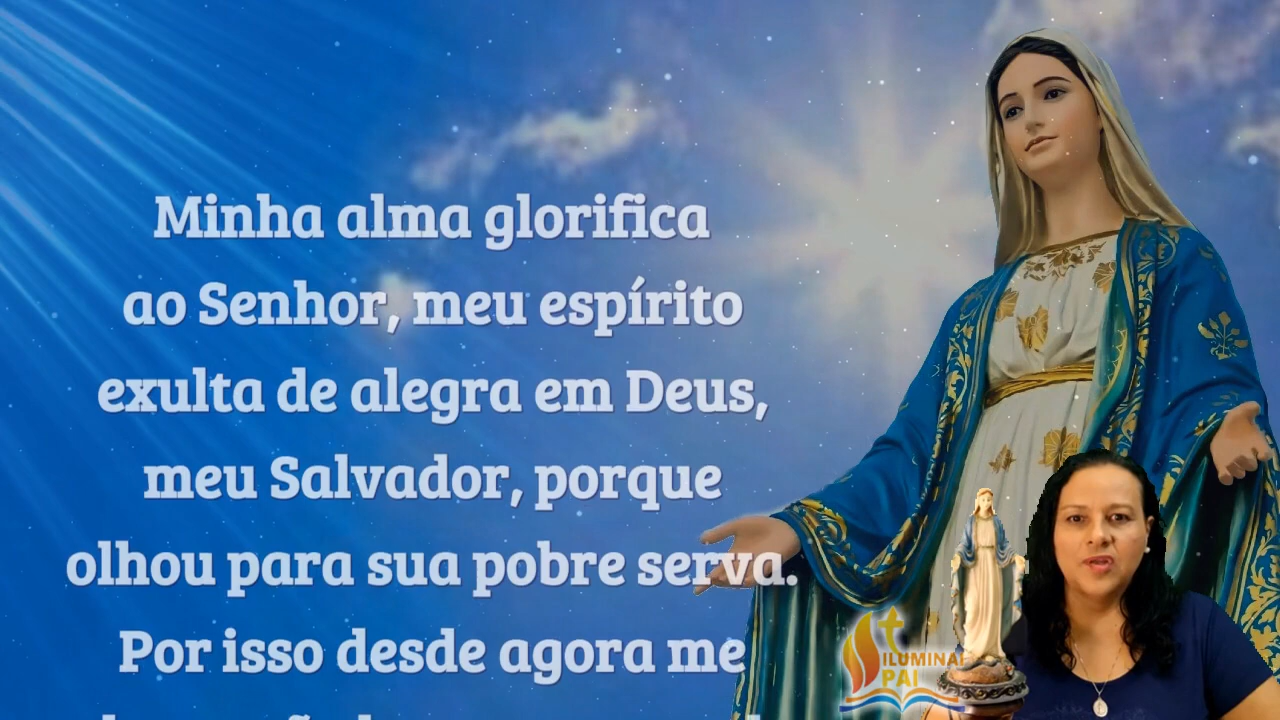 Minha alma glorifica
ao Senhor, meu espírito
exulta de alegra em Deus,
meu Salvador, porque
olhou para sua pobre serva.
Por isso desde agora me
ILUMINAI
PAI